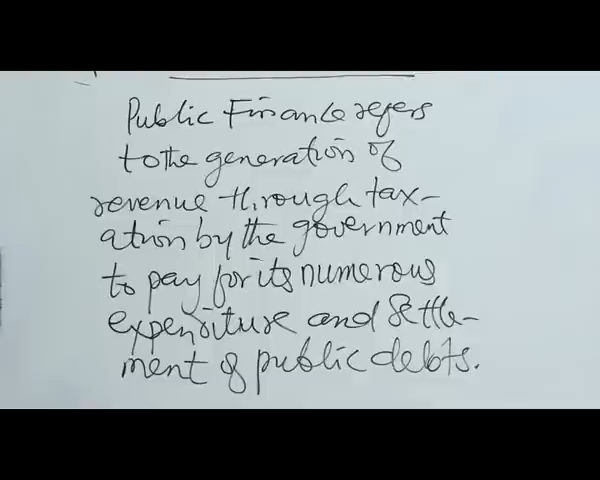 Public Finance refers
to the generation of
revenue through tax-
ation by the government
to pay for its numerous
expenditure and settle-
ment of public debts.